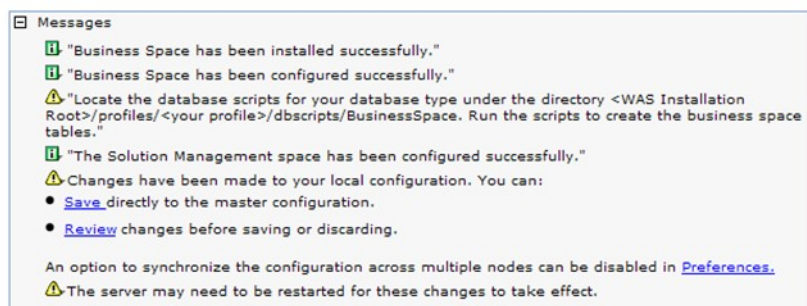 Messages
"Business Space has been installed successfully."
"Business Space has been configured successfully."
"Locate the database scripts for your database type under the directory <WAS Installation
Root>/profiles/<your profile>/dbscripts/BusinessSpace. Run the scripts to create the business space
tables."
"The Solution Management space has been configured successfully."
Changes have been made to your local configuration. You can:
Save directly to the master configuration.
Review changes before saving or discarding.
An option to synchronize the configuration across multiple nodes can be disabled in Preferences.
The server may need to be restarted for these changes to take effect.